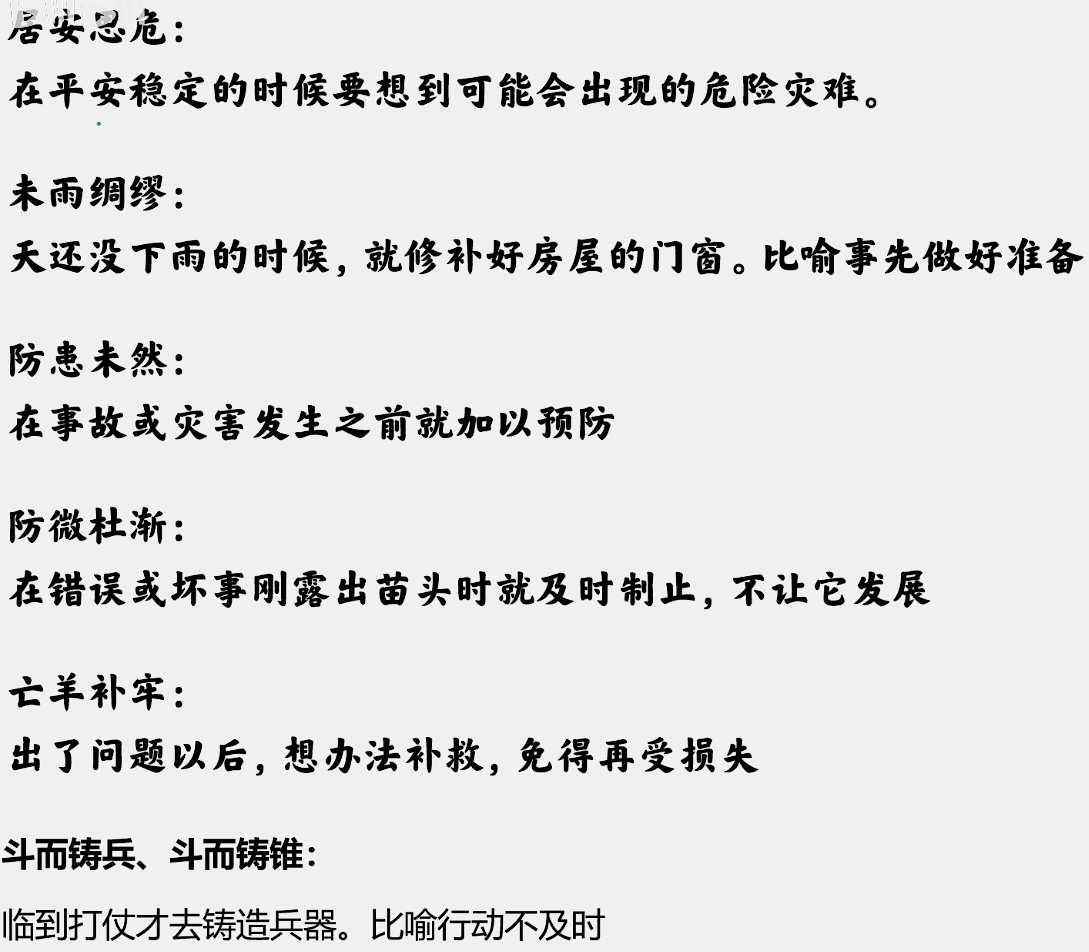 居安思危：
在平安稳定的时候要想到可能会出现的危险灾难。
未雨绸缪：
天还没下雨的时候，就修补好房屋的门窗。比喻事先做好准备
防患未然：
在事故或灾害发生之前就加以预防
防微杜渐：
在错误或坏事刚露出苗头时就及时制止，不让它发展
亡羊补牢：
出了问题以后，想办法补救，免得再受损失
斗而铸兵、斗而铸锥：
临到打仗才去铸造兵器。比喻行动不及时